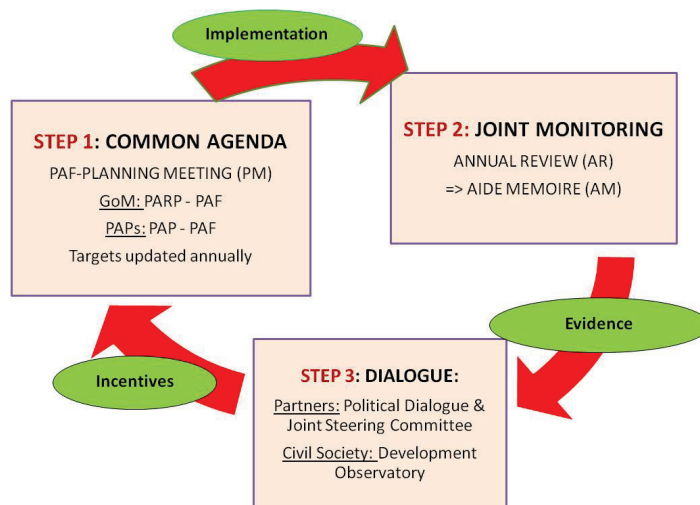 Implementation
STEP 1: COMMON AGENDA
PAF-PLANNING MEETING (PM)
GoM: PARP - PAF
PAPs: PAP - PAF
Targets updated annually
STEP 2: JOINT MONITORING
ANNUAL REVIEW (AR)
=> AIDE MEMOIRE (AM)
Evidence
STEP 3: DIALOGUE:
Partners: Political Dialogue &
Joint Steering Committee
Civil Society: Development
Observatory
Incentives